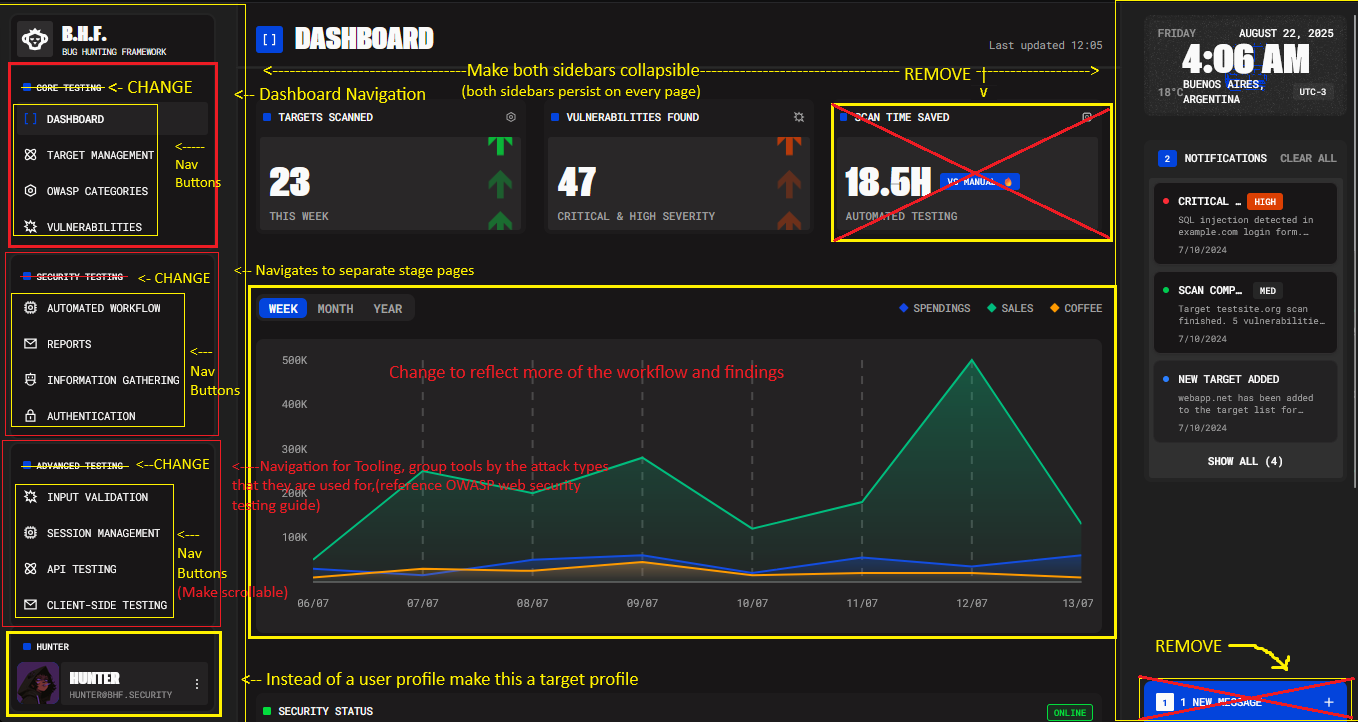 B.H.F.
BUG HUNTING FRAMEWORK
CORE TESTING
<- CHANGE
DASHBOARD
TARGET MANAGEMENT
OWASP CATEGORIES
VULNERABILITIES
<-----
Nav
Buttons
SECURITY TESTING
<- CHANGE
AUTOMATED WORKFLOW
REPORTS
INFORMATION GATHERING
AUTHENTICATION
<---
Nav
Buttons
ADVANCED TESTING
<--CHANGE
INPUT VALIDATION
SESSION MANAGEMENT
API TESTING
CLIENT-SIDE TESTING
<---
Nav
Buttons
(Make scrollable)
HUNTER
HUNTER
HUNTER@BHF.SECURITY
[ ] DASHBOARD
Last updated 12:05
Make both sidebars collapsible
(both sidebars persist on every page)
REMOVE
<-- Dashboard Navigation
TARGETS SCANNED
23
THIS WEEK
VULNERABILITIES FOUND
47
CRITICAL & HIGH SEVERITY
SCAN TIME SAVED
18.5H
VS MANUAL 🔥
AUTOMATED TESTING
<-- Navigates to separate stage pages
WEEK MONTH YEAR
SPENDINGS SALES COFFEE
Change to reflect more of the workflow and findings
500K
400K
300K
200K
100K
<----Navigation for Tooling, group tools by the attack types
that they are used for,(reference OWASP web security
testing guide)
06/07 07/07 08/07 09/07 10/07 11/07 12/07 13/07
<-- Instead of a user profile make this a target profile
SECURITY STATUS
ONLINE
FRIDAY
AUGUST 22, 2025
4:06 AM
18°C
BUENOS AIRES,
ARGENTINA
UTC-3
2 NOTIFICATIONS
CLEAR ALL
CRITICAL … HIGH
SQL injection detected in
example.com login form.…
7/10/2024
SCAN COMP… MED
Target testsite.org scan
finished. 5 vulnerabilitie…
7/10/2024
NEW TARGET ADDED
webapp.net has been added
to the target list for…
7/10/2024
SHOW ALL (4)
REMOVE
1 1 NEW MESSAGE +